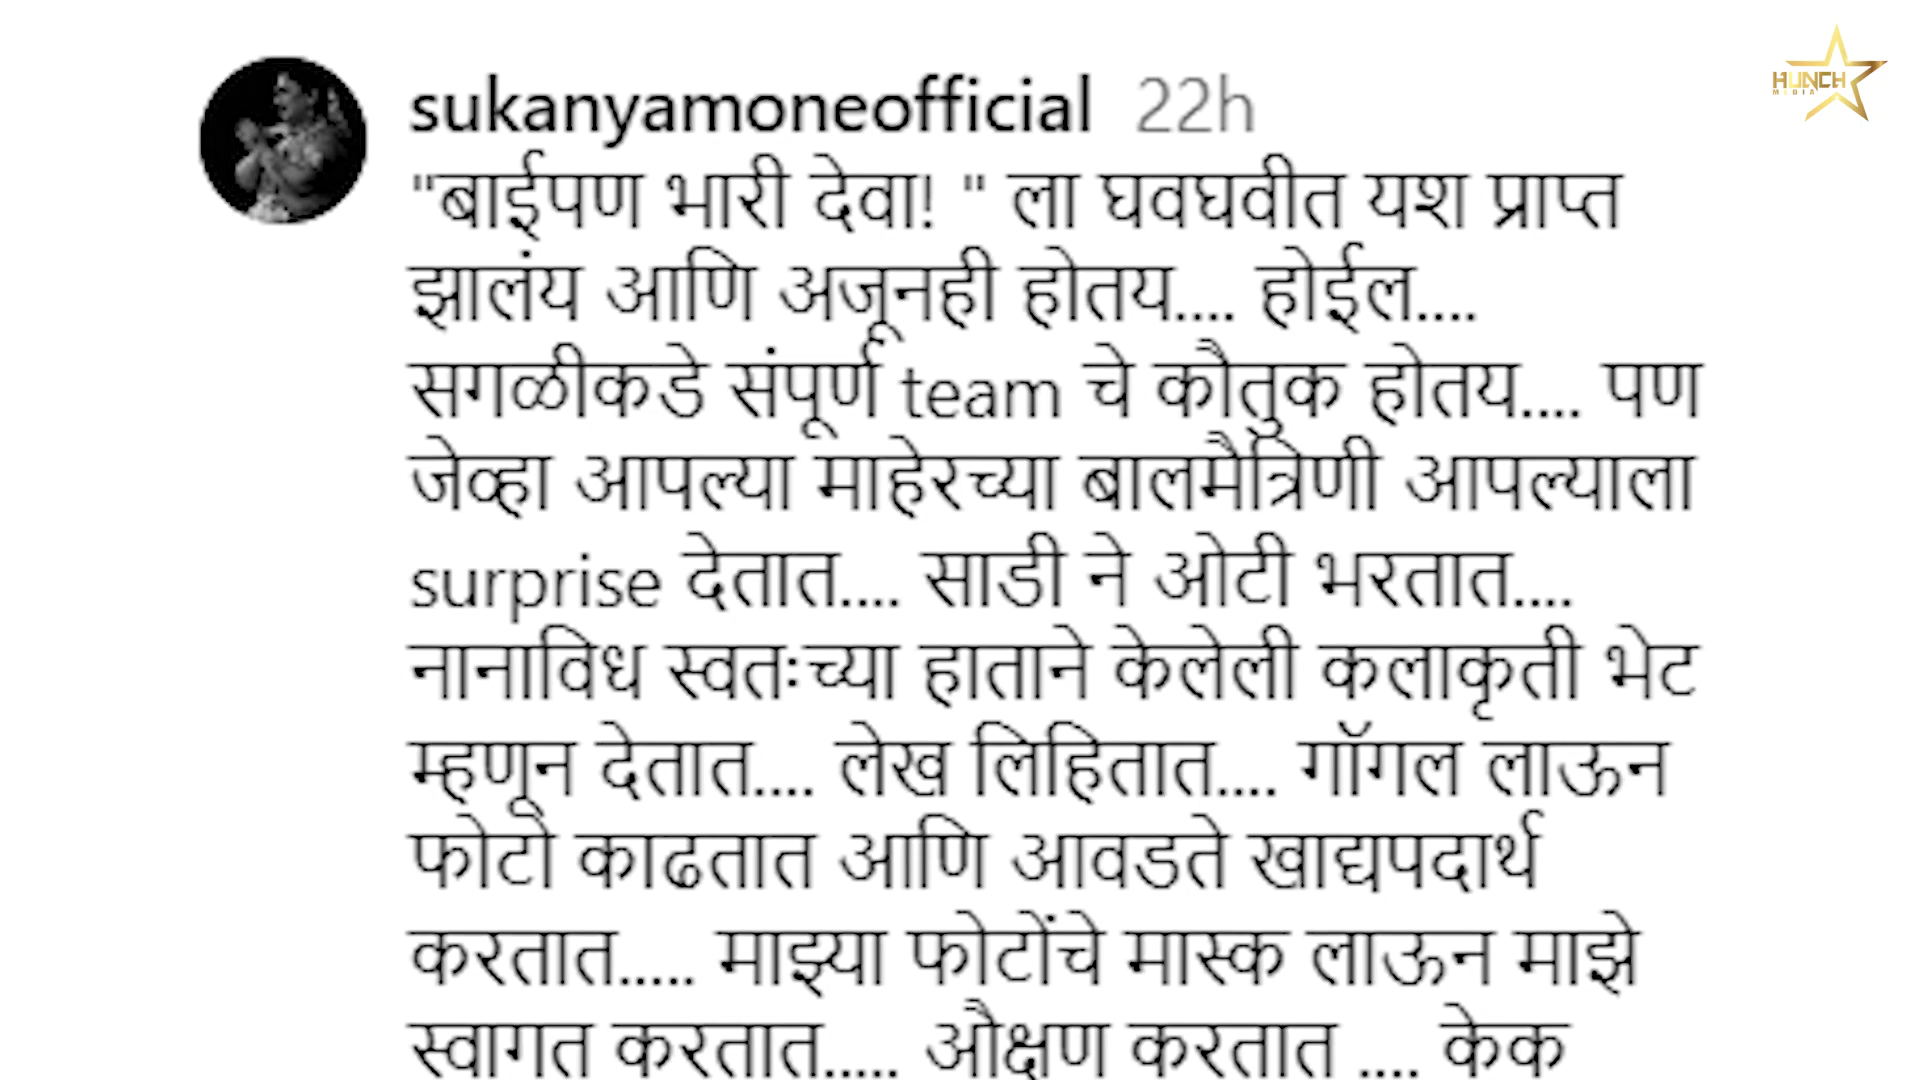 sukanyamoneofficial 22h
HUNCH
MEDIA
"बाईपण भारी देवा! " ला घवघवीत यश प्राप्त
झालंय आणि अजूनही होतय.... होईल....
सगळीकडे संपूर्ण team चे कौतुक होतय.... पण
जेव्हा आपल्या माहेरच्या बालमैत्रिणी आपल्याला
surprise देतात.... साडी ने ओटी भरतात....
नानाविध स्वतःच्या हाताने केलेली कलाकृती भेट
म्हणून देतात.... लेख लिहितात.... गॉगल लाऊन
फोटो काढतात आणि आवडते खाद्यपदार्थ
करतात..... माझ्या फोटोंचे मास्क लाऊन माझे
स्वागत करतात..... औक्षण करतात .... केक